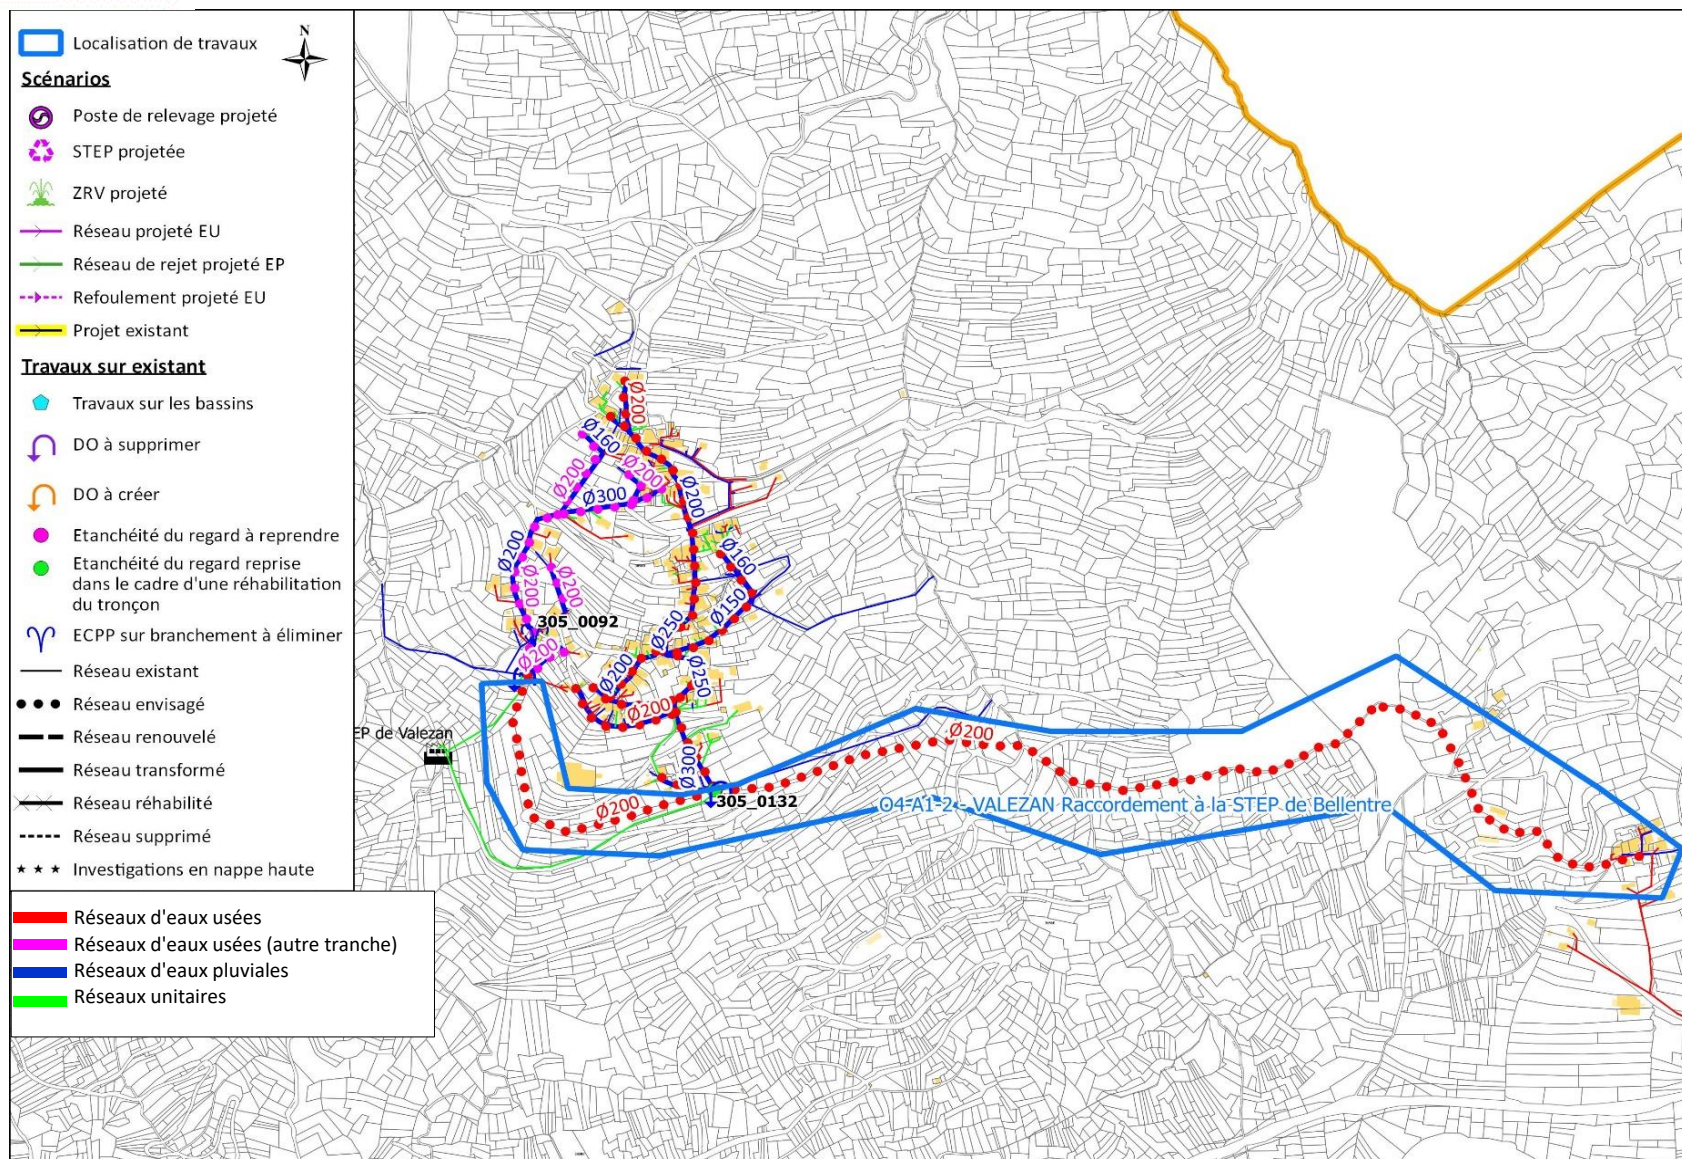 Localisation de travaux
N
Scénarios
Poste de relevage projeté
STEP projetée
ZRV projeté
Réseau projeté EU
Réseau de rejet projeté EP
Refoulement projeté EU
Projet existant
Travaux sur existant
Travaux sur les bassins
DO à supprimer
DO à créer
Etanchéité du regard à reprendre
Etanchéité du regard reprise
dans le cadre d'une réhabilitation
du tronçon
ECPP sur branchement à éliminer
Réseau existant
Réseau envisagé
Réseau renouvelé
Réseau transformé
Réseau réhabilité
Réseau supprimé
Investigations en nappe haute
Réseaux d'eaux usées
Réseaux d'eaux usées (autre tranche)
Réseaux d'eaux pluviales
Réseaux unitaires
Ø200
Ø160
Ø200
Ø200
Ø300
Ø200
Ø200
Ø160
Ø200
Ø200
Ø150
305_0092
Ø250
Ø200
Ø200
Ø250
Ø200
EP de Valezan
Ø200
Ø300
305_0132
Ø200
O4-A1-2 - VALEZAN Raccordement à la STEP de Bellentre